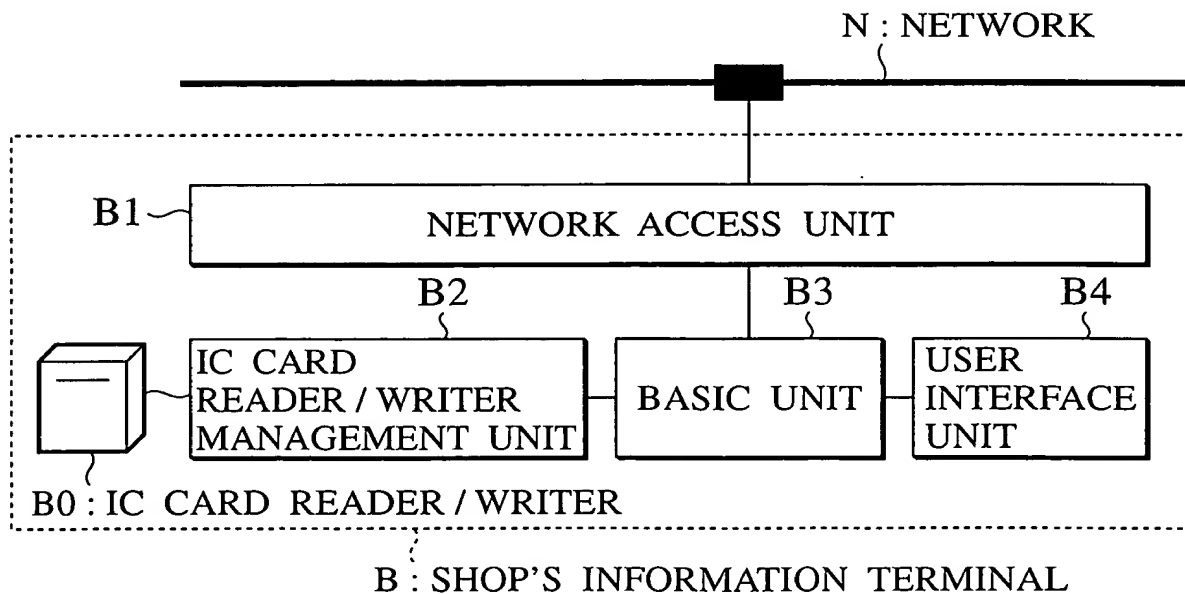 N : NETWORK
B1
NETWORK ACCESS UNIT
B2
B3
B4
IC CARD
READER / WRITER
MANAGEMENT UNIT
BASIC UNIT
USER
INTERFACE
UNIT
B0 : IC CARD READER / WRITER
B : SHOP'S INFORMATION TERMINAL